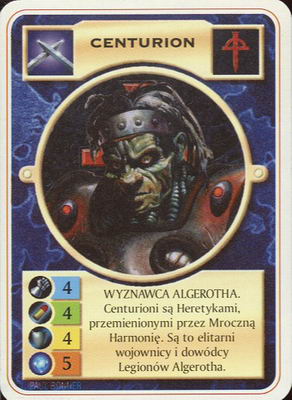 CENTURION
4
4
4
5
WYZNAWCA ALGEROTHA.
Centurioni są Heretykami,
przemienionymi przez Mroczną
Harmonię. Są to elitarni
wojownicy i dowódcy
Legionów Algerotha.
PAUL BONNER